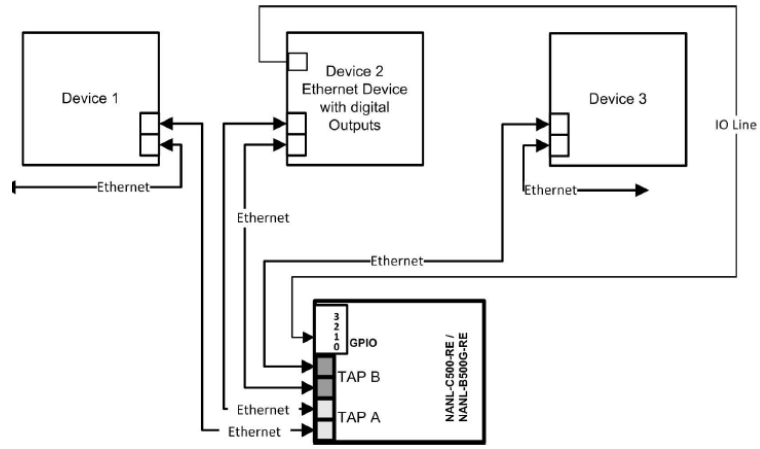 Device 1
Device 2
Ethernet Device
with digital
Outputs
Device 3
IO Line
Ethernet
Ethernet
Ethernet
Ethernet
3
2
1
0
GPIO
TAP B
TAP A
NANL-C500-RE /
NANL-B500G-RE
Ethernet
Ethernet